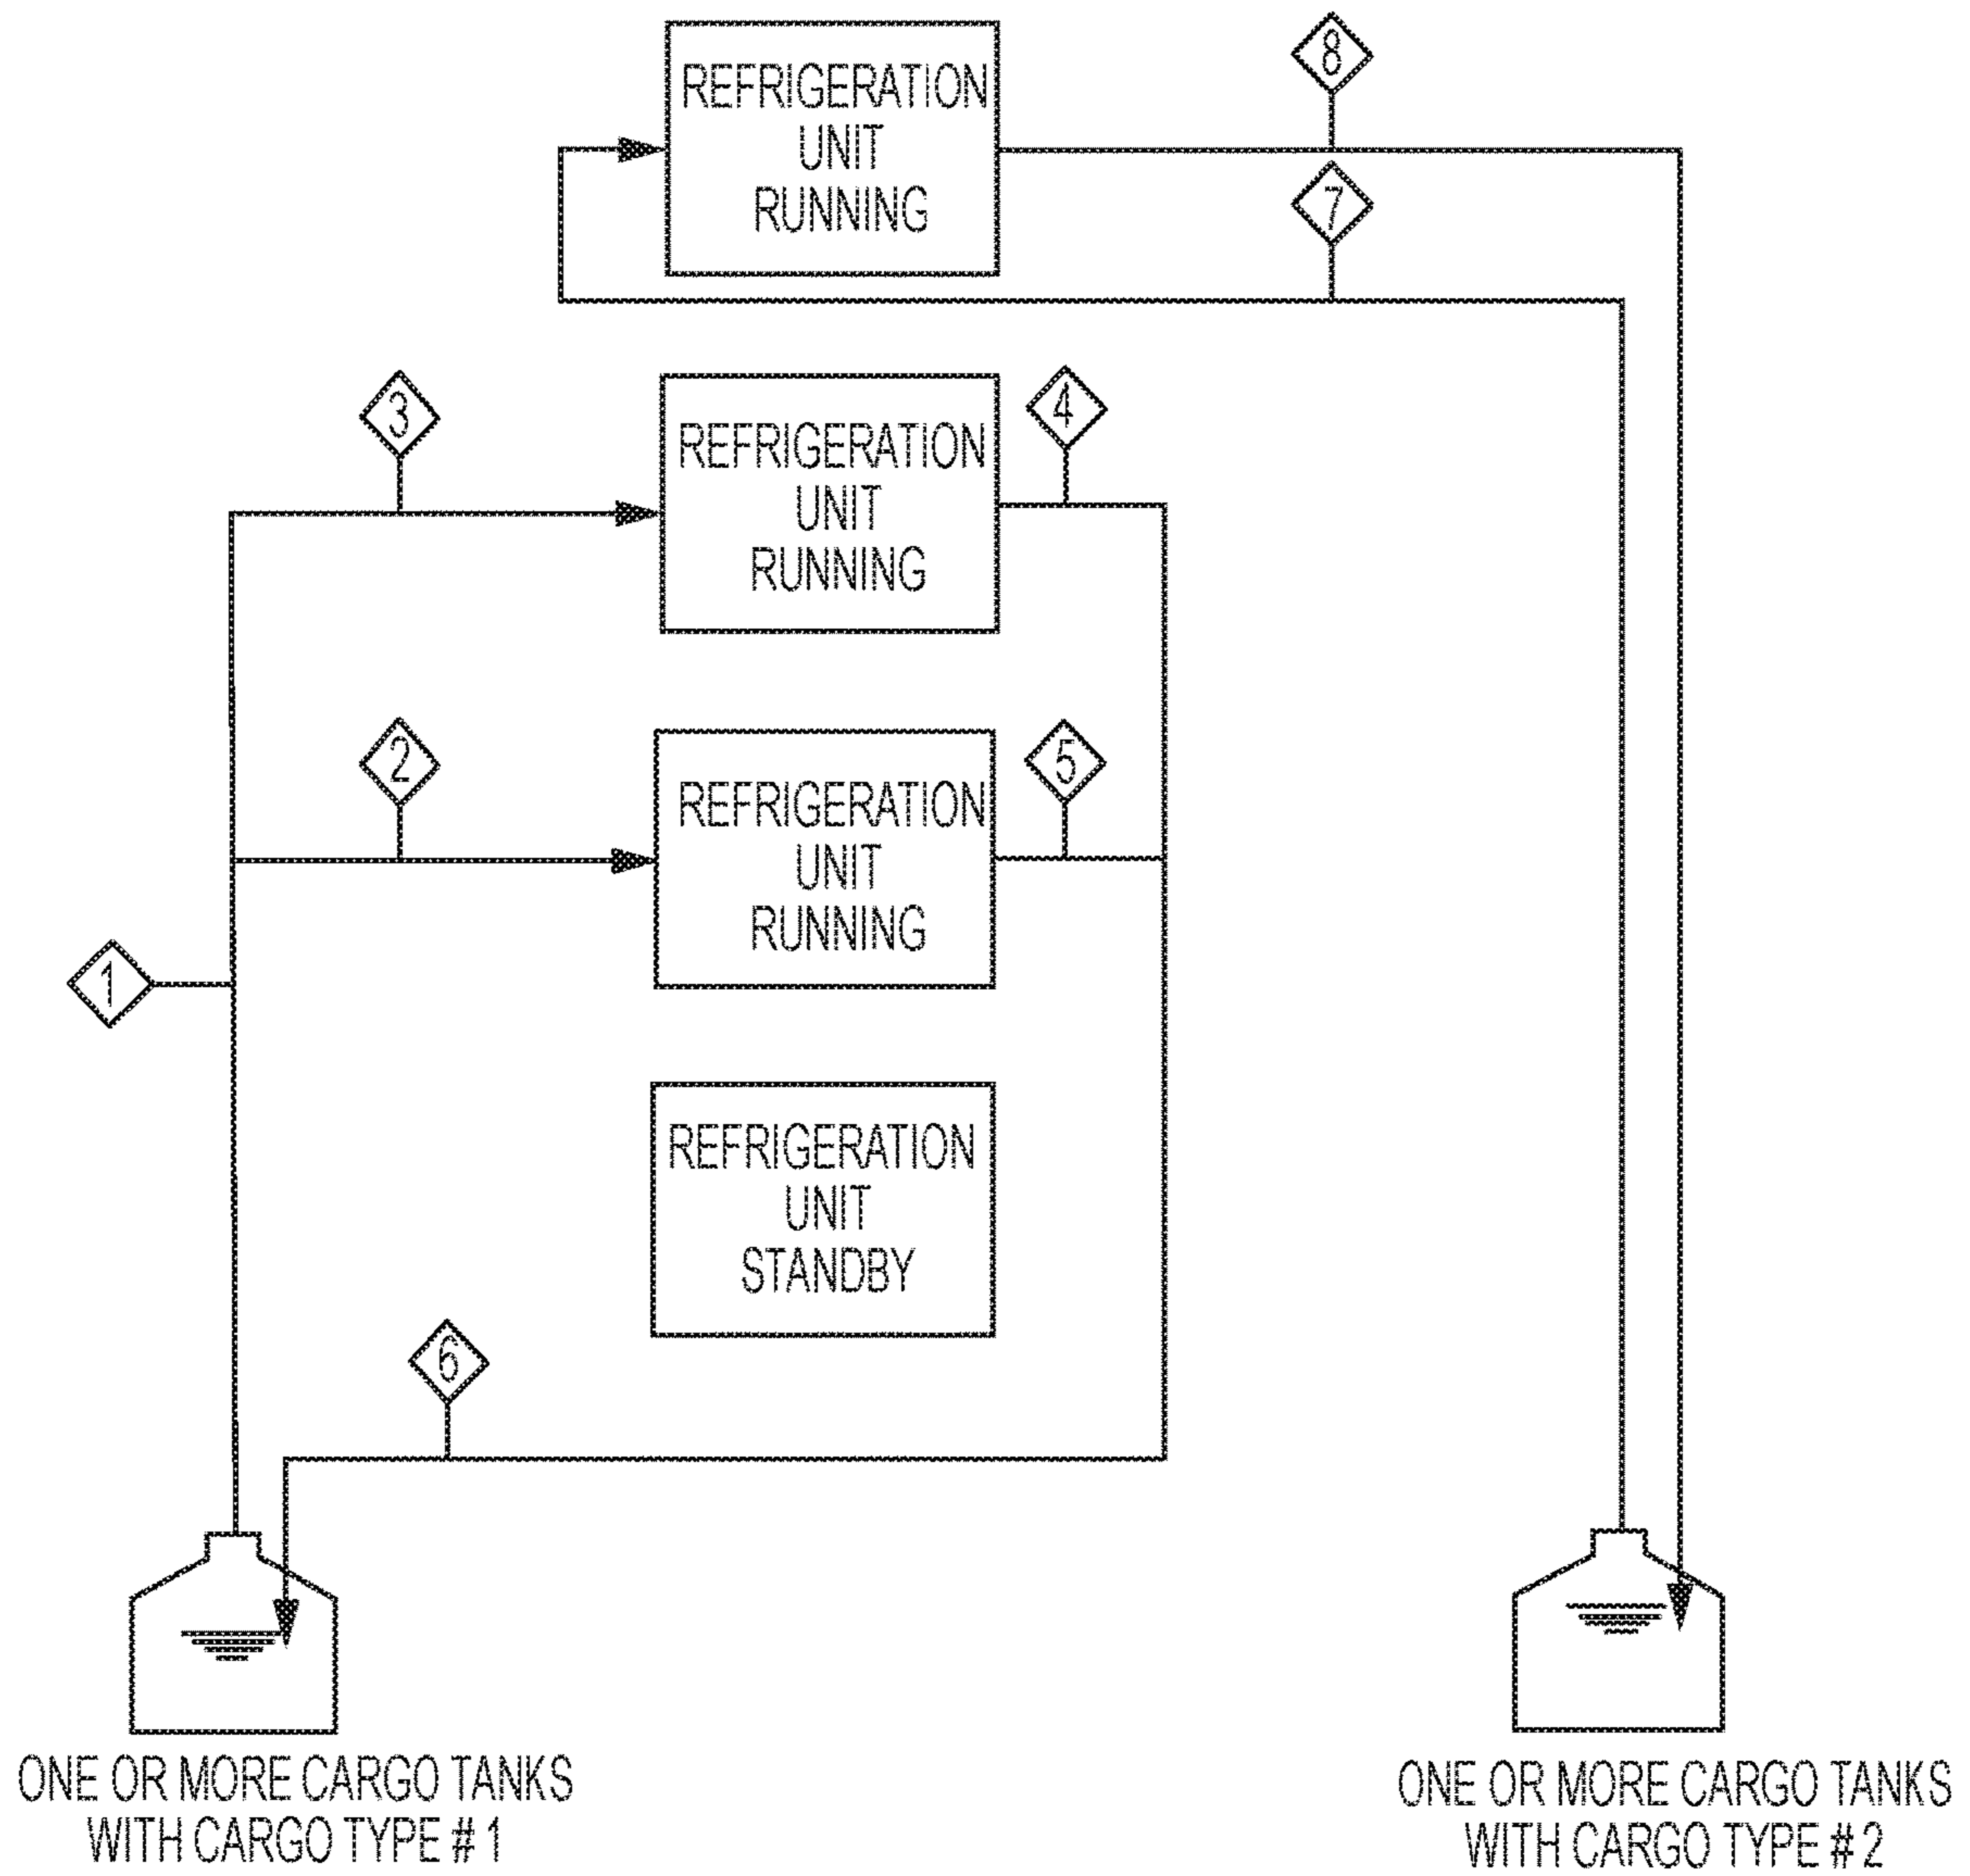 REFRIGERATION
UNIT
RUNNING
8
7
3
REFRIGERATION
UNIT
RUNNING
4
2
REFRIGERATION
UNIT
RUNNING
5
1
REFRIGERATION
UNIT
STANDBY
6
ONE OR MORE CARGO TANKS
WITH CARGO TYPE # 1
ONE OR MORE CARGO TANKS
WITH CARGO TYPE # 2